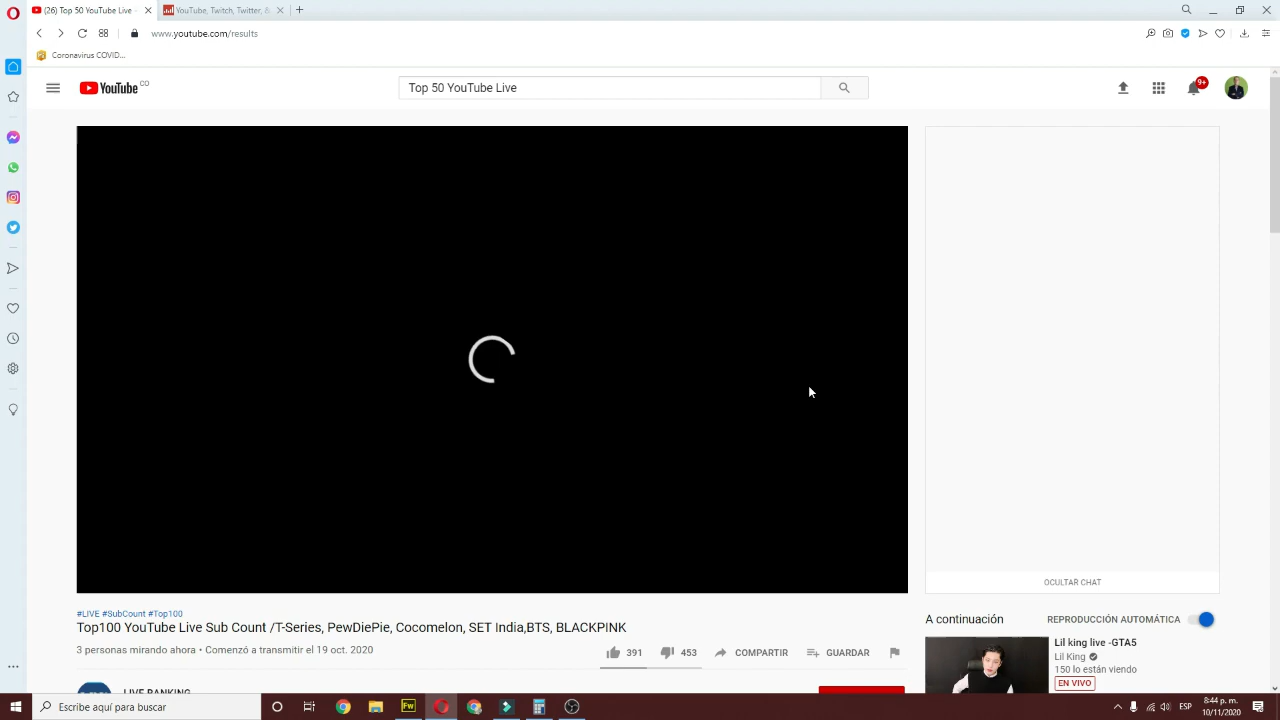 (26) Top 50 YouTube Live -
YouTube, Twitch, Twitter, &
www.youtube.com/results
Coronavirus COVID...
YouTube CO
Top 50 YouTube Live
9+
OCULTAR CHAT
#LIVE #SubCount #Top100
Top100 YouTube Live Sub Count /T-Series, PewDiePie, Cocomelon, SET India,BTS, BLACKPINK
3 personas mirando ahora • Comenzó a transmitir el 19 oct. 2020
391
453
COMPARTIR
GUARDAR
LIVE RANKING
A continuación
REPRODUCCIÓN AUTOMÁTICA
Lil king live -GTA5
Lil King
150 lo están viendo
EN VIVO
Escribe aquí para buscar
Fw
ESP
8:44 p. m.
10/11/2020